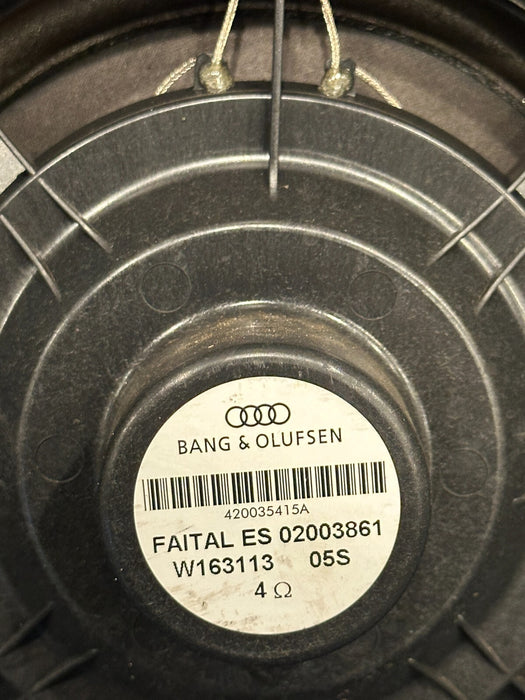 BANG & OLUFSEN
420035415A
FAITAL ES 02003861
W163113 05S
4 Ω